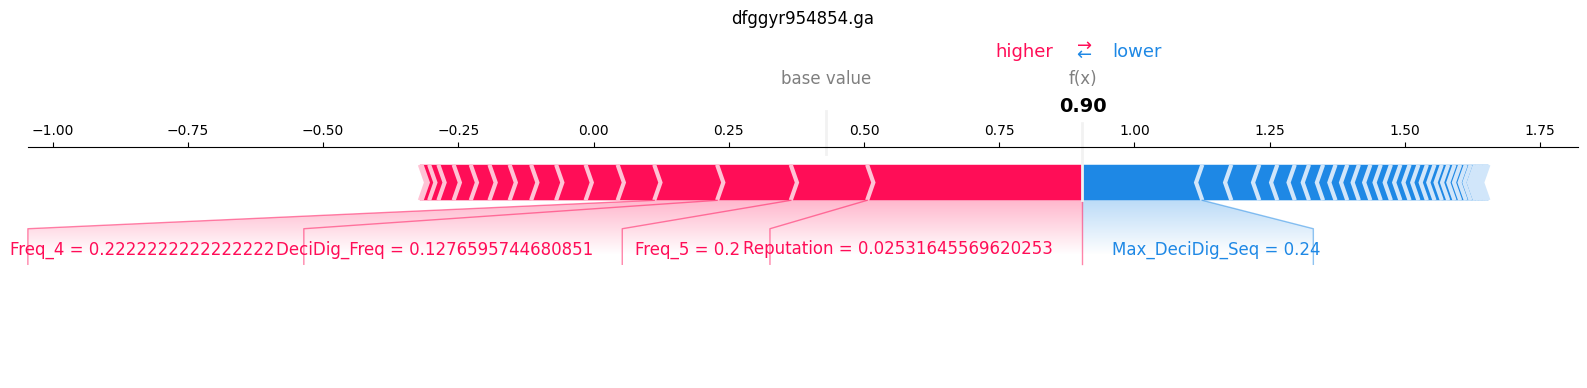 dfggyr954854.ga
higher → ← lower
base value f(x)
0.90
−1.00 −0.75 −0.50 −0.25 0.00 0.25 0.50 0.75 1.00 1.25 1.50 1.75
Freq_4 = 0.2222222222222222 DeciDig_Freq = 0.1276595744680851 Freq_5 = 0.2 Reputation = 0.02531645569620253 Max_DeciDig_Seq = 0.24